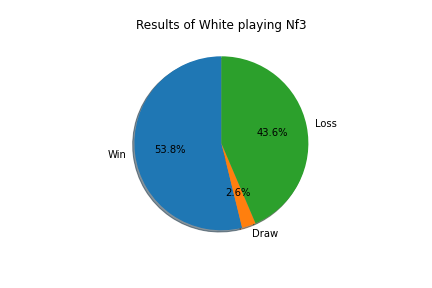 Results of White playing Nf3
Loss
43.6%
53.8%
Win
2.6%
Draw